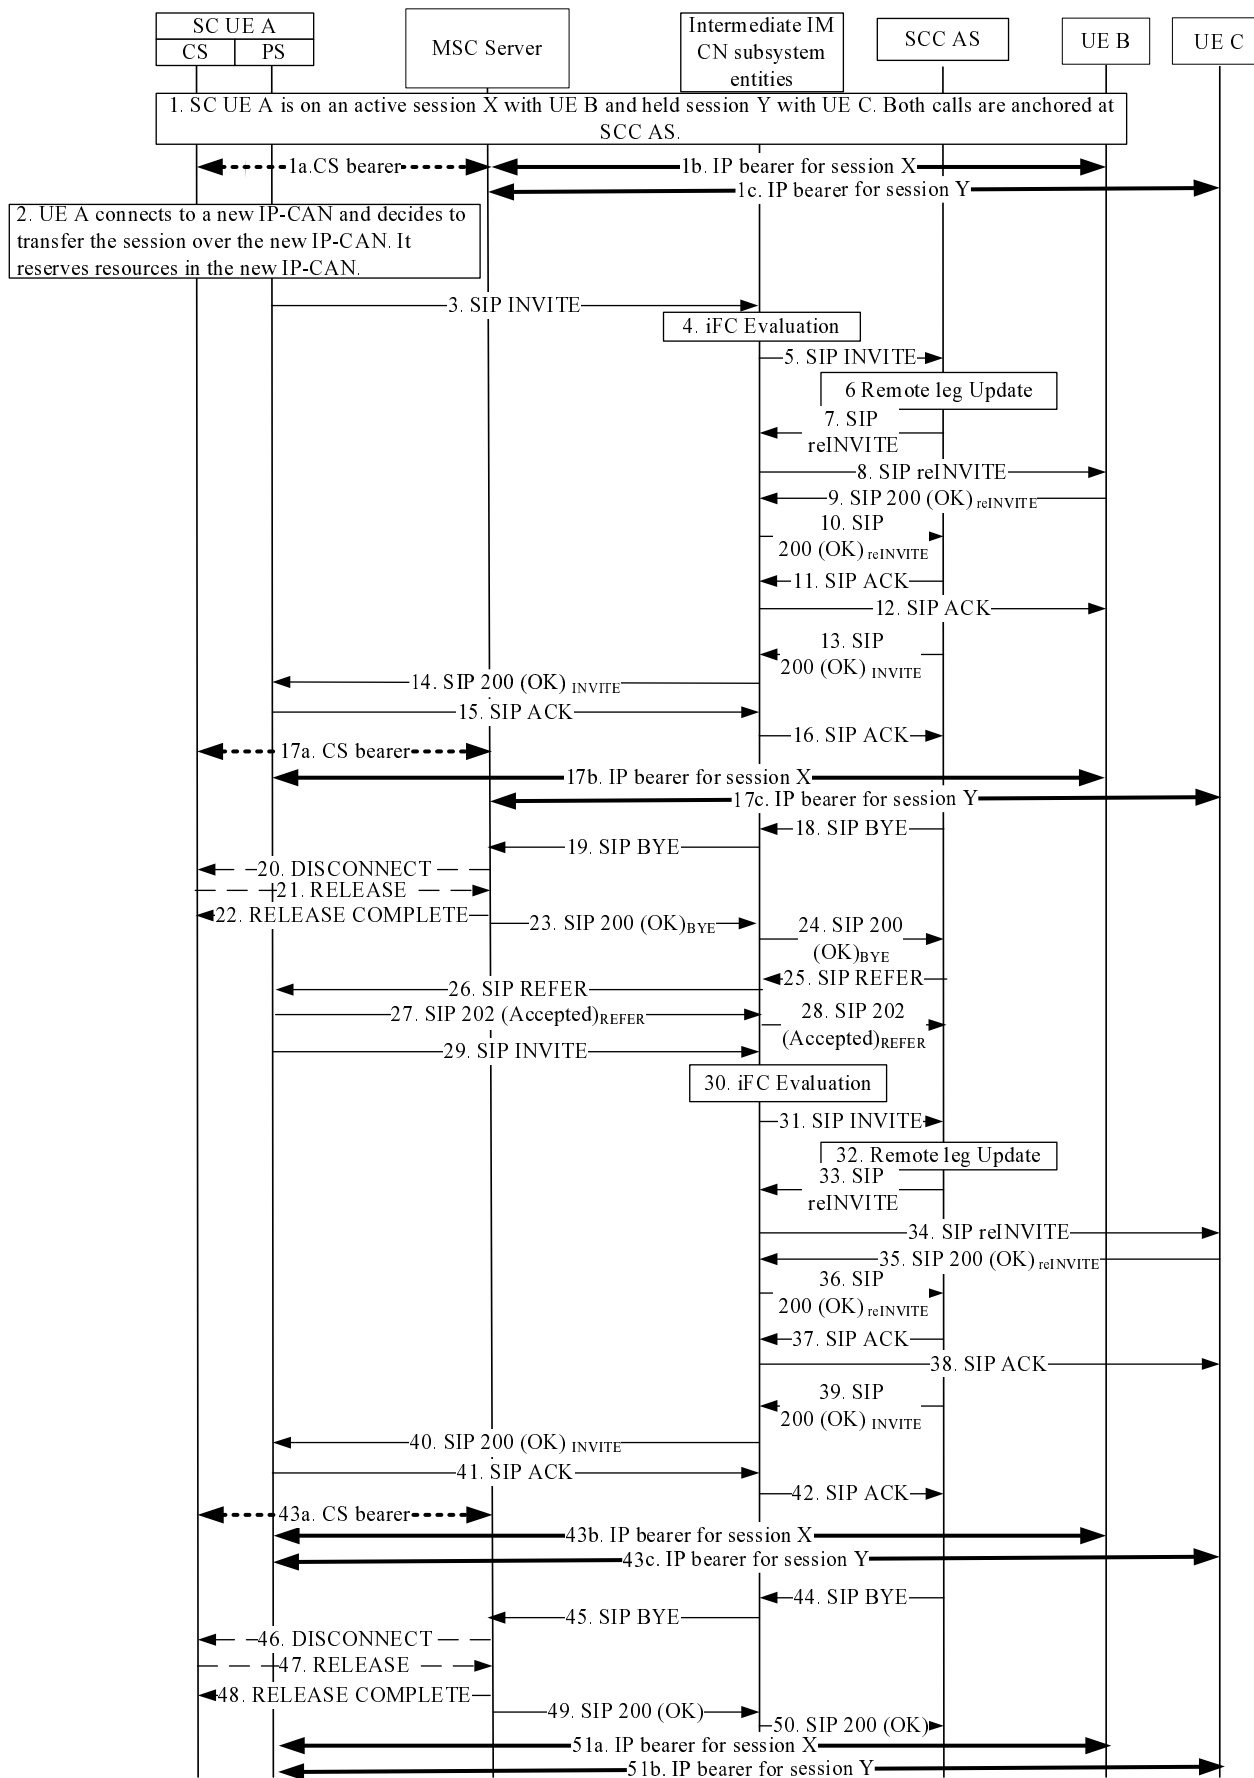 SC UE A
CS
PS
MSC Server
Intermediate IM
CN subsystem
entities
SCC AS
UE B
UE C
1. SC UE A is on an active session X with UE B and held session Y with UE C. Both calls are anchored at
SCC AS.
1a.CS bearer
1b. IP bearer for session X
1c. IP bearer for session Y
2. UE A connects to a new IP-CAN and decides to
transfer the session over the new IP-CAN. It
reserves resources in the new IP-CAN.
3. SIP INVITE
4. iFC Evaluation
5. SIP INVITE
6 Remote leg Update
7. SIP
reINVITE
8. SIP reINVITE
9. SIP 200 (OK) reINVITE
10. SIP
200 (OK) reINVITE
11. SIP ACK
12. SIP ACK
13. SIP
200 (OK) INVITE
14. SIP 200 (OK) INVITE
15. SIP ACK
16. SIP ACK
17a. CS bearer
17b. IP bearer for session X
17c. IP bearer for session Y
18. SIP BYE
19. SIP BYE
20. DISCONNECT
21. RELEASE
22. RELEASE COMPLETE
23. SIP 200 (OK)BYE
24. SIP 200
(OK)BYE
25. SIP REFER
26. SIP REFER
27. SIP 202 (Accepted)REFER
28. SIP 202
(Accepted)REFER
29. SIP INVITE
30. iFC Evaluation
31. SIP INVITE
32. Remote leg Update
33. SIP
reINVITE
34. SIP reINVITE
35. SIP 200 (OK) reINVITE
36. SIP
200 (OK) reINVITE
37. SIP ACK
38. SIP ACK
39. SIP
200 (OK) INVITE
40. SIP 200 (OK) INVITE
41. SIP ACK
42. SIP ACK
43a. CS bearer
43b. IP bearer for session X
43c. IP bearer for session Y
44. SIP BYE
45. SIP BYE
46. DISCONNECT
47. RELEASE
48. RELEASE COMPLETE
49. SIP 200 (OK)
50. SIP 200 (OK)
51a. IP bearer for session X
51b. IP bearer for session Y